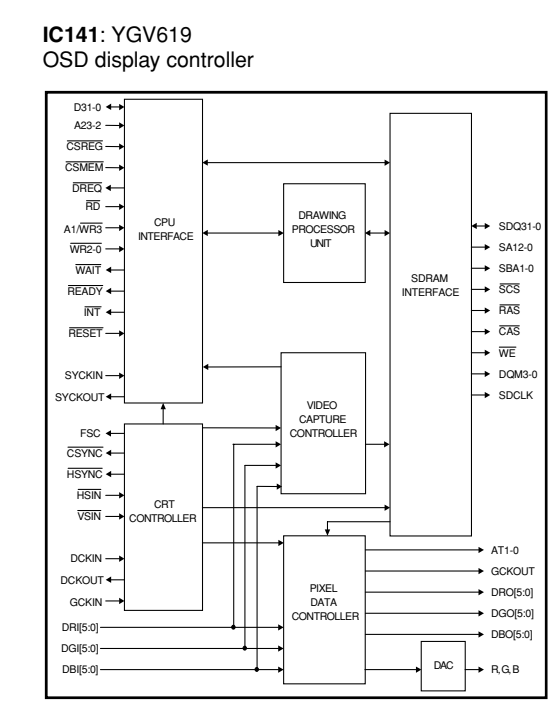 IC141: YGV619
OSD display controller
D31-0
A23-2
CSREG
CSMEM
DREQ
RD
A1/WR3
WR2-0
WAIT
READY
INT
RESET
SYCKIN
SYCKOUT
FSC
CSYNC
HSYNC
HSIN
VSIN
DCKIN
DCKOUT
GCKIN
DRI[5:0]
DGI[5:0]
DBI[5:0]
CPU
INTERFACE
CRT
CONTROLLER
DRAWING
PROCESSOR
UNIT
VIDEO
CAPTURE
CONTROLLER
PIXEL
DATA
CONTROLLER
SDRAM
INTERFACE
DAC
SDQ31-0
SA12-0
SBA1-0
SCS
RAS
CAS
WE
DQM3-0
SDCLK
AT1-0
GCKOUT
DRO[5:0]
DGO[5:0]
DBO[5:0]
R,G,B